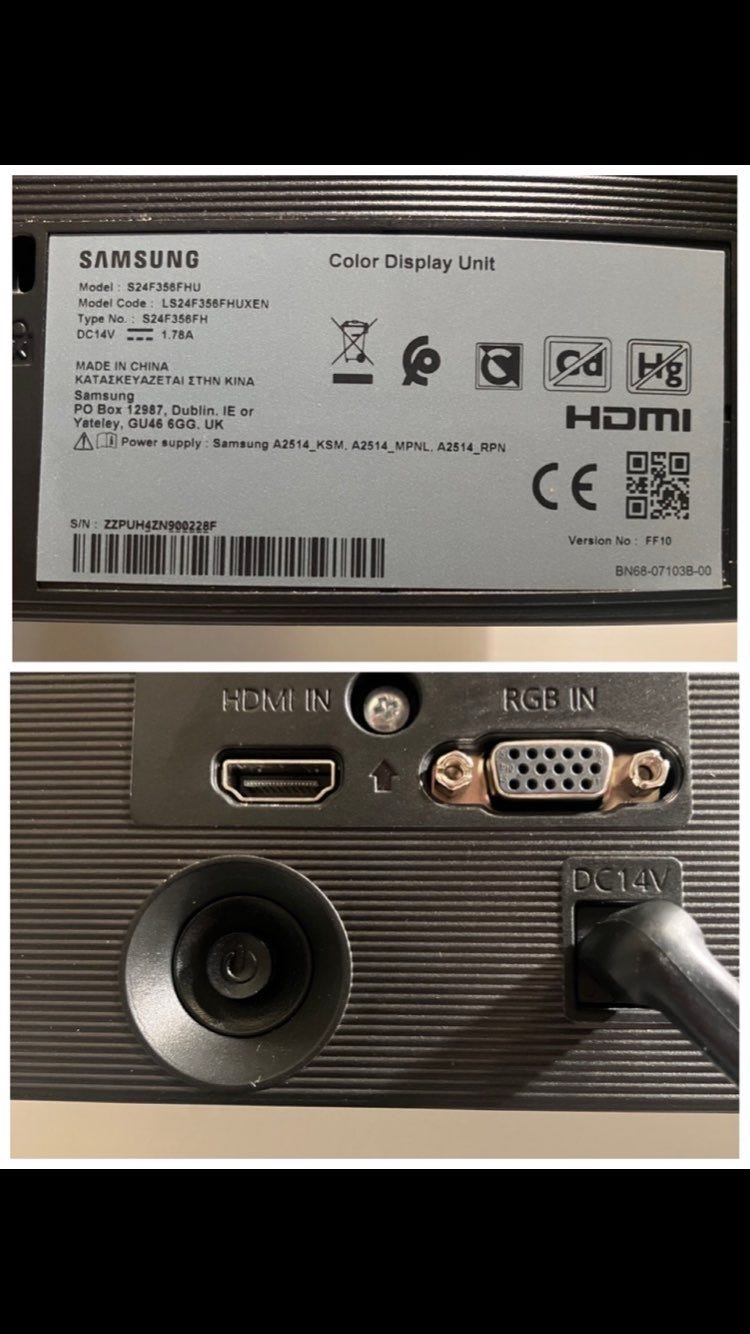 SAMSUNG
Color Display Unit
Model : S24F356FHU
Model Code : LS24F356FHUXEN
Type No. : S24F356FH
DC14V 1.78A
MADE IN CHINA
ΚΑΤΑΣΚΕΥΑΖΕΤΑΙ ΣΤΗΝ ΚΙΝΑ
Samsung
PO Box 12987, Dublin. IE or
Yateley, GU46 6GG. UK
Power supply : Samsung A2514_KSM, A2514_MPNL, A2514_RPN
Cd
Hg
HDMI
CE
S/N : ZZPUH4ZN900228F
Version No : FF10
BN68-07103B-00
HDMI IN
RGB IN
DC14V